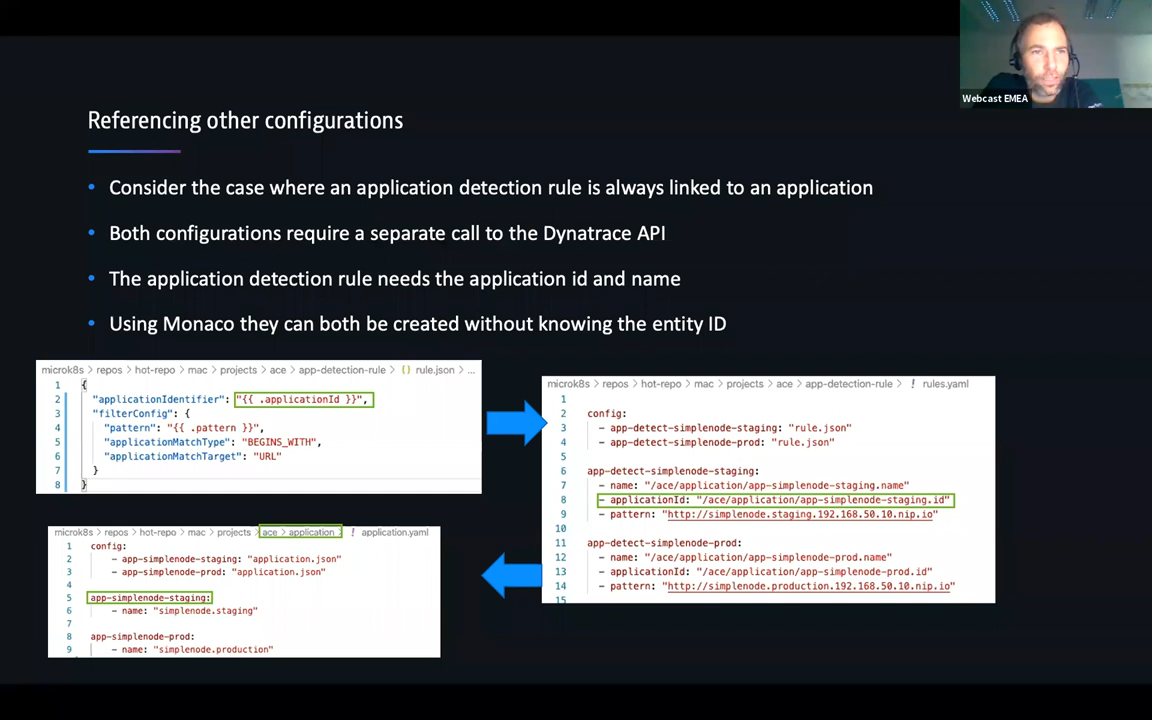 Webcast EMEA
Referencing other configurations
• Consider the case where an application detection rule is always linked to an application
• Both configurations require a separate call to the Dynatrace API
• The application detection rule needs the application id and name
• Using Monaco they can both be created without knowing the entity ID
microk8s > repos > hot-repo > mac > projects > ace > app-detection-rule > {} rule.json > ...
1 {
2 "applicationIdentifier": "{{ .applicationId }}",
3 "filterConfig": {
4 "pattern": "{{ .pattern }}",
5 "applicationMatchType": "BEGINS_WITH",
6 "applicationMatchTarget": "URL"
7 }
8 }
microk8s > repos > hot-repo > mac > projects > ace > app-detection-rule > ! rules.yaml
1
2 config:
3 - app-detect-simplenode-staging: "rule.json"
4 - app-detect-simplenode-prod: "rule.json"
5
6 app-detect-simplenode-staging:
7 - name: "/ace/application/app-simplenode-staging.name"
8 - applicationId: "/ace/application/app-simplenode-staging.id"
9 - pattern: "http://simplenode.staging.192.168.50.10.nip.io"
10
11 app-detect-simplenode-prod:
12 - name: "/ace/application/app-simplenode-prod.name"
13 - applicationId: "/ace/application/app-simplenode-prod.id"
14 - pattern: "http://simplenode.production.192.168.50.10.nip.io"
15
microk8s > repos > hot-repo > mac > projects > ace > application > ! application.yaml
1 config:
2 - app-simplenode-staging: "application.json"
3 - app-simplenode-prod: "application.json"
4
5 app-simplenode-staging:
6 - name: "simplenode.staging"
7
8 app-simplenode-prod:
9 - name: "simplenode.production"